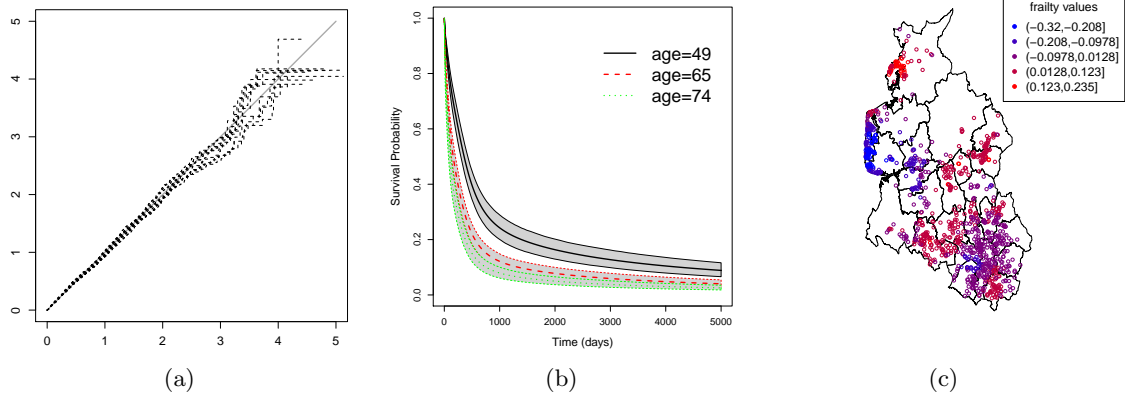 5
4
3
2
1
0
0 1 2 3 4 5
(a)
Survival Probability
1.0
0.8
0.6
0.4
0.2
0.0
age=49
age=65
age=74
0 1000 2000 3000 4000 5000
Time (days)
(b)
frailty values
(−0.32,−0.208]
(−0.208,−0.0978]
(−0.0978,0.0128]
(0.0128,0.123]
(0.123,0.235]
(c)